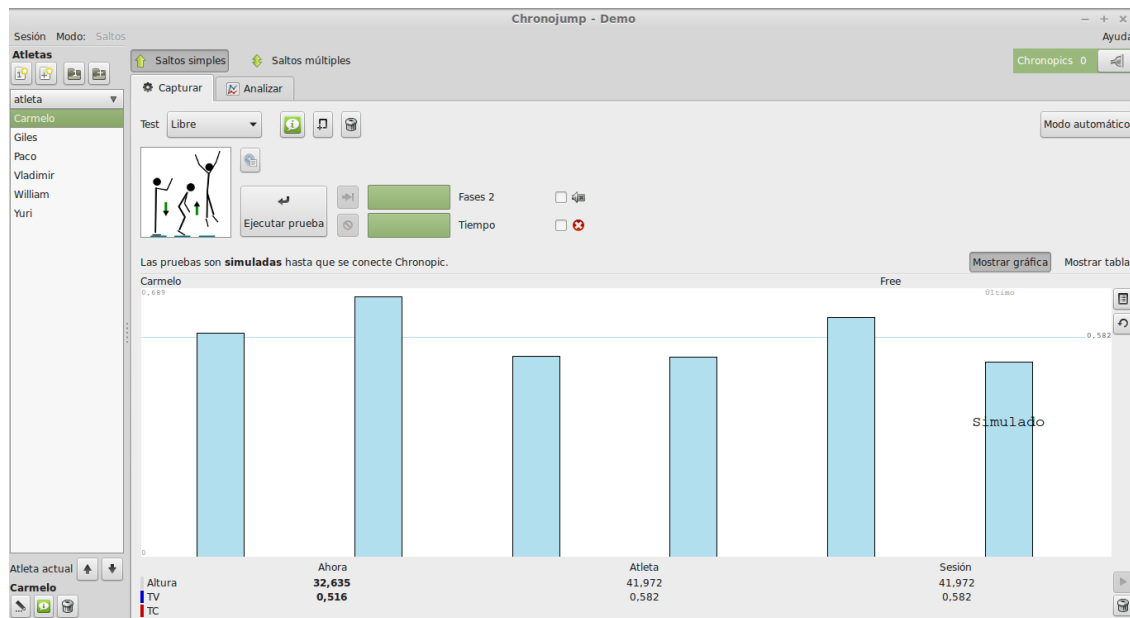 Chronojump - Demo
Sesión Modo: Saltos Ayuda
Atletas
Saltos simples Saltos múltiples Chronopics 0
Capturar Analizar
atleta
Carmelo
Giles
Paco
Vladimir
William
Yuri
Test Libre Modo automático
Ejecutar prueba
Fases 2
Tiempo
Las pruebas son simuladas hasta que se conecte Chronopic. Mostrar gráfica Mostrar tabla
Carmelo Free
0,689 Último
0,582
Simulado
0
Ahora Atleta Sesión
Altura 32,635 41,972 41,972
TV 0,516 0,582 0,582
TC
Atleta actual
Carmelo